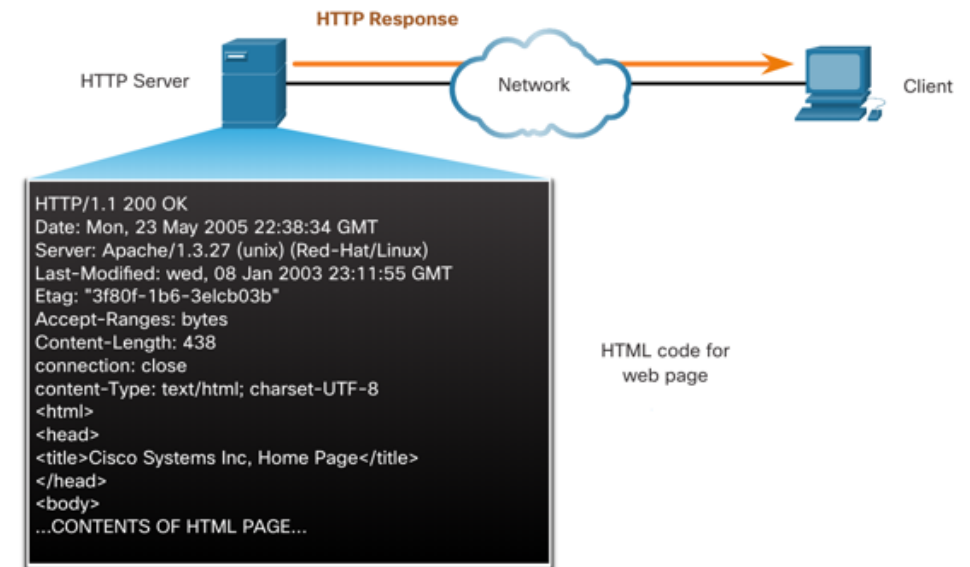 HTTP Response
HTTP Server
Network
Client
HTTP/1.1 200 OK
Date: Mon, 23 May 2005 22:38:34 GMT
Server: Apache/1.3.27 (unix) (Red-Hat/Linux)
Last-Modified: wed, 08 Jan 2003 23:11:55 GMT
Etag: "3f80f-1b6-3elcb03b"
Accept-Ranges: bytes
Content-Length: 438
connection: close
content-Type: text/html; charset-UTF-8
<html>
<head>
<title>Cisco Systems Inc, Home Page</title>
</head>
<body>
...CONTENTS OF HTML PAGE...
HTML code for
web page